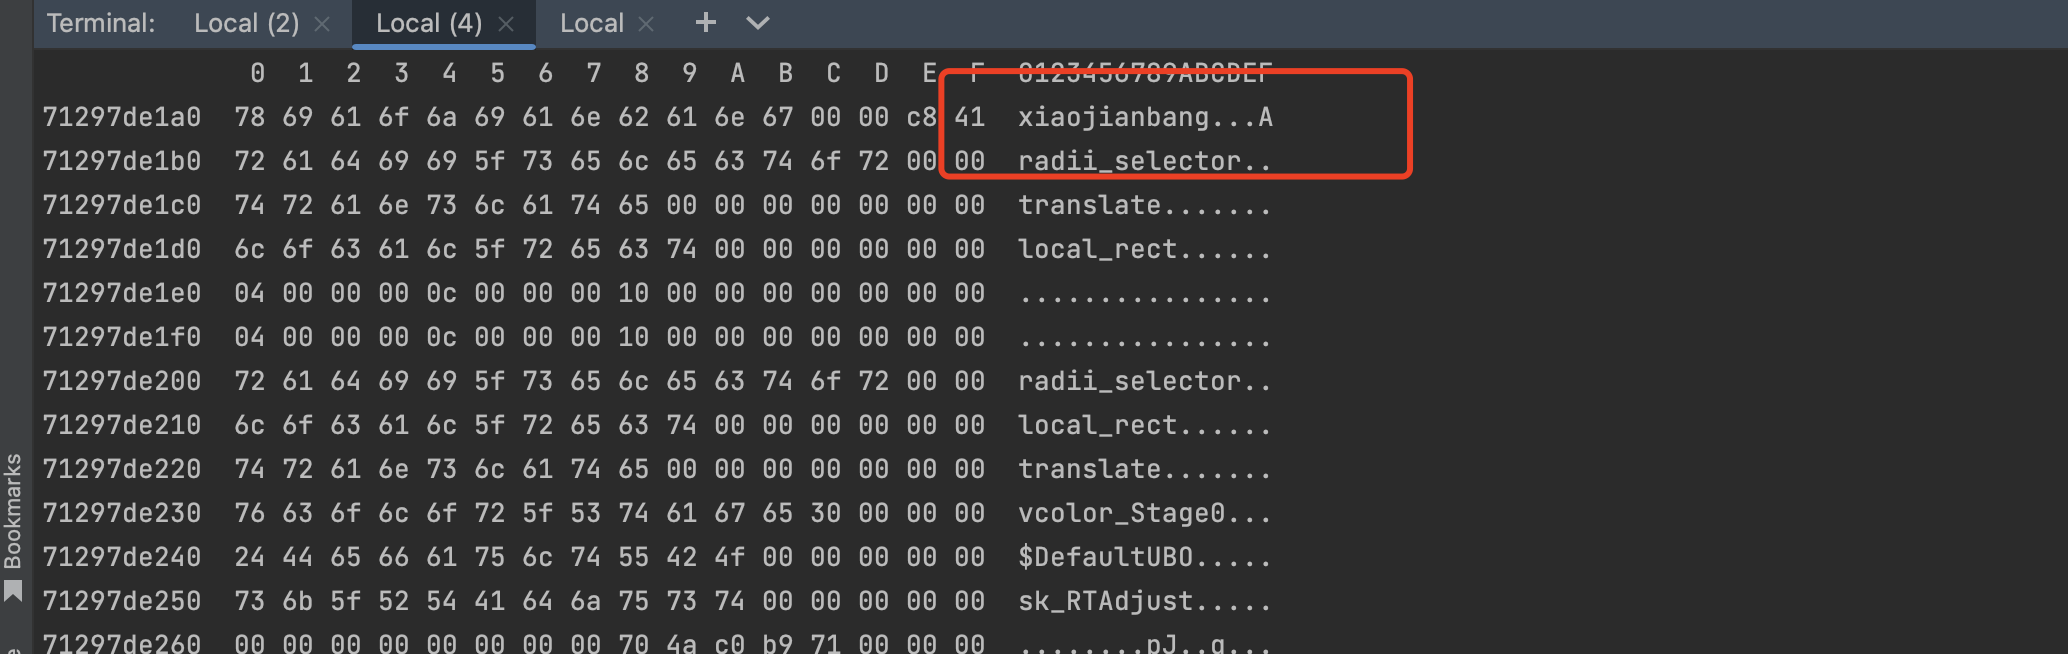 Terminal: Local (2) × Local (4) × Local × +
0 1 2 3 4 5 6 7 8 9 A B C D E F 0123456789ABCDEF
71297de1a0 78 69 61 6f 6a 69 61 6e 62 61 6e 67 00 00 c8 41 xiaojianbang...A
71297de1b0 72 61 64 69 69 5f 73 65 6c 65 63 74 6f 72 00 00 radii_selector..
71297de1c0 74 72 61 6e 73 6c 61 74 65 00 00 00 00 00 00 00 translate.......
71297de1d0 6c 6f 63 61 6c 5f 72 65 63 74 00 00 00 00 00 00 local_rect......
71297de1e0 04 00 00 00 0c 00 00 00 10 00 00 00 00 00 00 00 ................
71297de1f0 04 00 00 00 0c 00 00 00 10 00 00 00 00 00 00 00 ................
71297de200 72 61 64 69 69 5f 73 65 6c 65 63 74 6f 72 00 00 radii_selector..
71297de210 6c 6f 63 61 6c 5f 72 65 63 74 00 00 00 00 00 00 local_rect......
71297de220 74 72 61 6e 73 6c 61 74 65 00 00 00 00 00 00 00 translate.......
71297de230 76 63 6f 6c 6f 72 5f 53 74 61 67 65 30 00 00 00 vcolor_Stage0...
71297de240 24 44 65 66 61 75 6c 74 55 42 4f 00 00 00 00 00 $DefaultUBO.....
71297de250 73 6b 5f 52 54 41 64 6a 75 73 74 00 00 00 00 00 sk_RTAdjust.....
71297de260 00 00 00 00 00 00 00 00 70 4a c0 b9 71 00 00 00 ........pJ..q...
Bookmarks